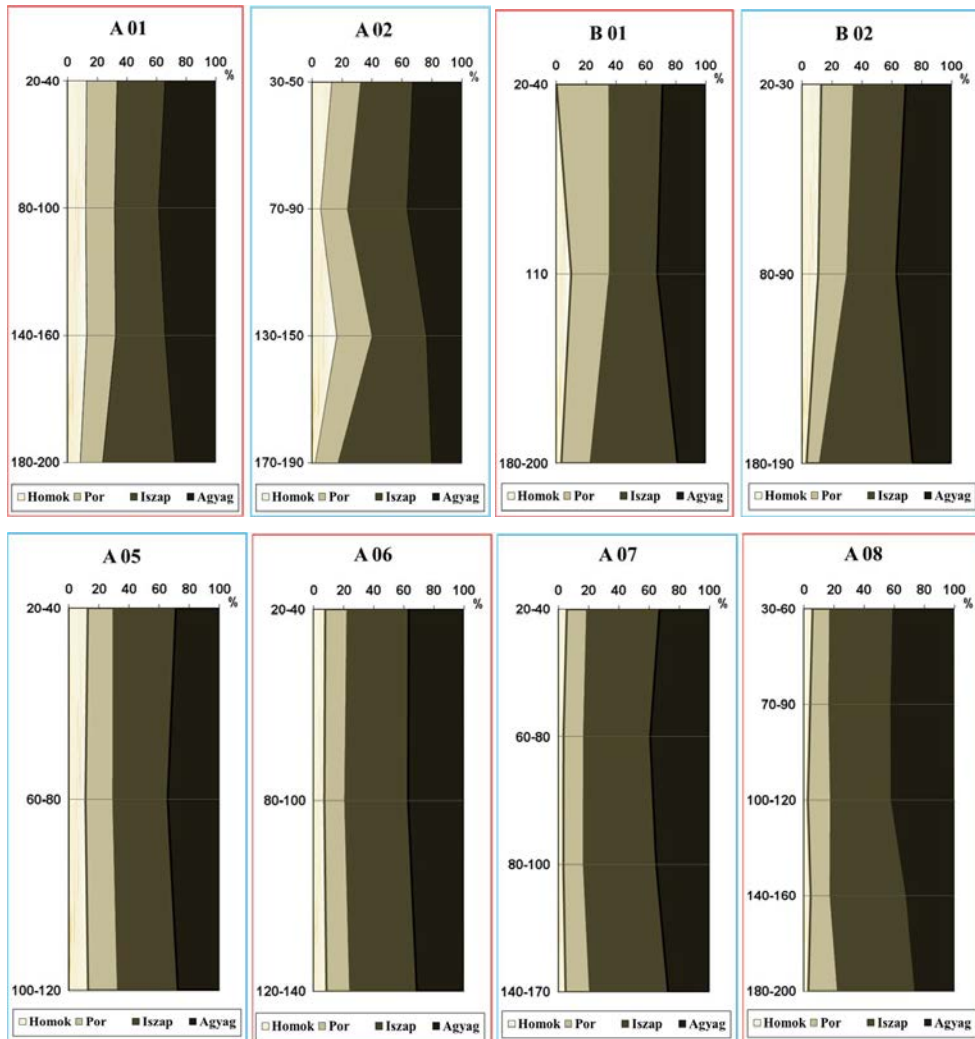 A 01
0 20 40 60 80 100
%
20-40
80-100
140-160
180-200
Homok Por Iszap Agyag
A 02
0 20 40 60 80 100
%
30-50
70-90
130-150
170-190
Homok Por Iszap Agyag
B 01
0 20 40 60 80 100
%
20-40
110
180-200
Homok Por Iszap Agyag
B 02
0 20 40 60 80 100
%
20-30
80-90
180-190
Homok Por Iszap Agyag
A 05
0 20 40 60 80 100
%
20-40
60-80
100-120
Homok Por Iszap Agyag
A 06
0 20 40 60 80 100
%
20-40
80-100
120-140
Homok Por Iszap Agyag
A 07
0 20 40 60 80 100
%
20-40
60-80
80-100
140-170
Homok Por Iszap Agyag
A 08
0 20 40 60 80 100
%
30-60
70-90
100-120
140-160
180-200
Homok Por Iszap Agyag